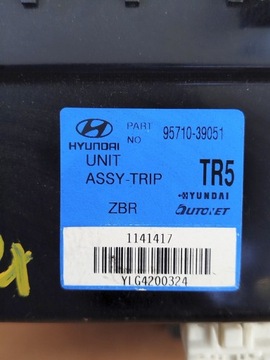 HYUNDAI
PART NO 95710-39051
UNIT
ASSY-TRIP TR5
HYUNDAI
ZBR AUTONET
1141417
YLG4200324